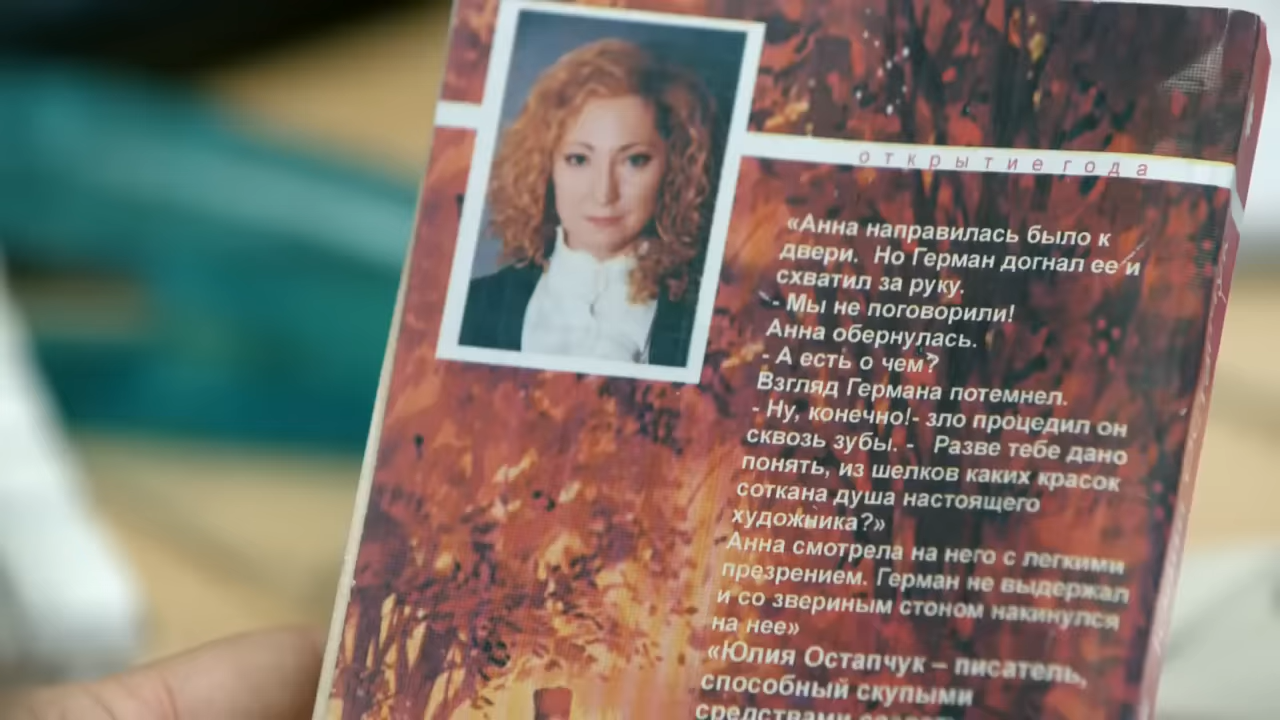 открытие года
«Анна направилась было к
двери. Но Герман догнал ее и
схватил за руку.
- Мы не поговорили!
Анна обернулась.
- А есть о чем?
Взгляд Германа потемнел.
- Ну, конечно!- зло процедил он
сквозь зубы. - Разве тебе дано
понять, из шелков каких красок
соткана душа настоящего
художника?»
Анна смотрела на него с легкими
презрением. Герман не выдержал
и со звериным стоном накинулся
на нее»
«Юлия Остапчук – писатель,
способный скупыми
средствами